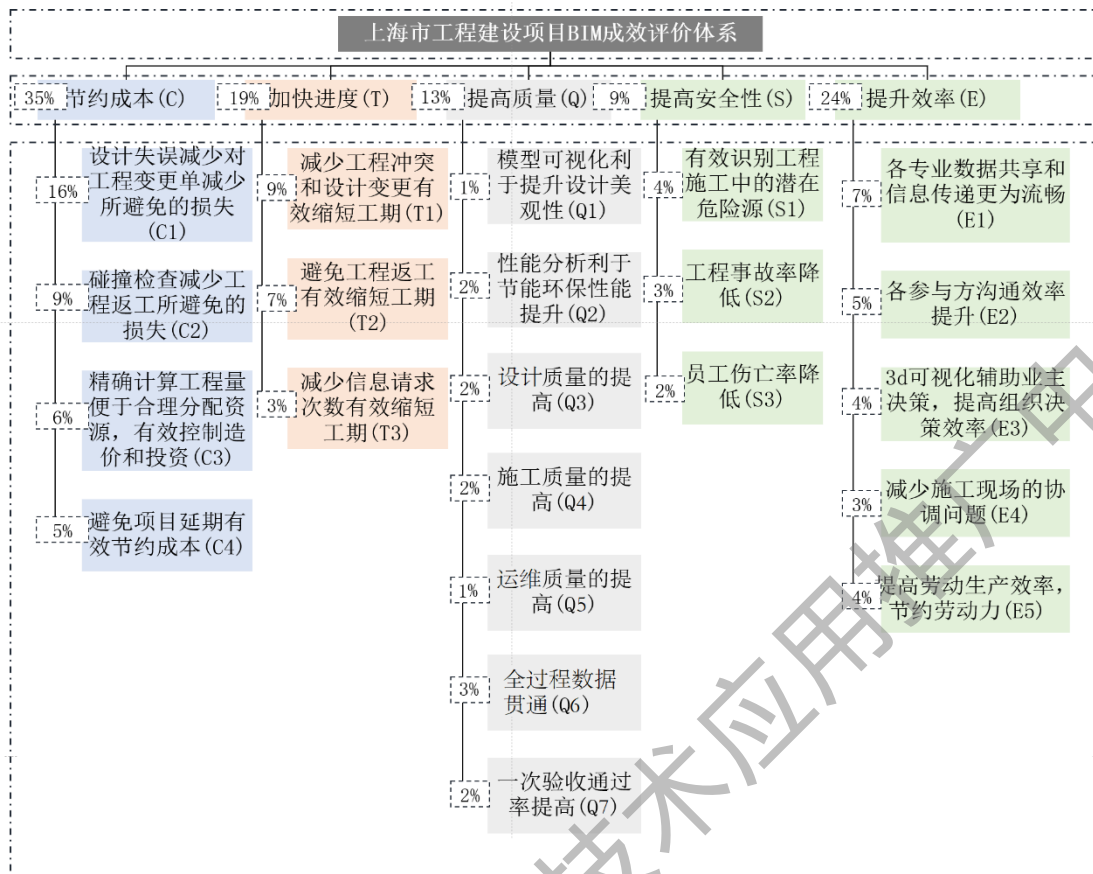 上海市工程建设项目BIM成效评价体系
35% 节约成本(C)
19% 加快进度(T)
13% 提高质量(Q)
9% 提高安全性(S)
24% 提升效率(E)
16%
设计失误减少对
工程变更单减少
所避免的损失
(C1)
9%
碰撞检查减少工
程返工所避免的
损失(C2)
6%
精确计算工程量
便于合理分配资
源，有效控制造
价和投资(C3)
5%
避免项目延期有
效节约成本(C4)
9%
减少工程冲突
和设计变更有
效缩短工期(T1)
7%
避免工程返工
有效缩短工期
(T2)
3%
减少信息请求
次数有效缩短
工期(T3)
1%
模型可视化利
于提升设计美
观性(Q1)
2%
性能分析利于
节能环保性能
提升(Q2)
2%
设计质量的提
高(Q3)
2%
施工质量的提
高(Q4)
1%
运维质量的提
高(Q5)
3%
全过程数据
贯通(Q6)
2%
一次验收通过
率提高(Q7)
4%
有效识别工程
施工中的潜在
危险源(S1)
3%
工程事故率降
低(S2)
2%
员工伤亡率降
低(S3)
7%
各专业数据共享和
信息传递更为流畅
(E1)
5%
各参与方沟通效率
提升(E2)
4%
3d可视化辅助业主
决策，提高组织决
策效率(E3)
3%
减少施工现场的协
调问题(E4)
4%
提高劳动生产效率，
节约劳动力(E5)
技术应用推广中